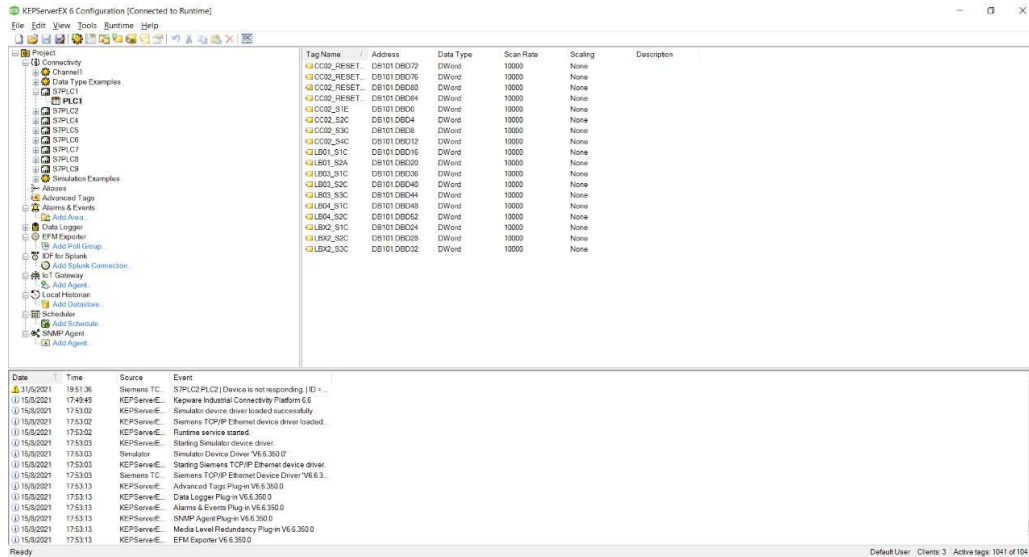 KEPServerEX 6 Configuration [Connected to Runtime]
File Edit View Tools Runtime Help
Project
Connectivity
Channel1
Data Type Examples
S7PLC1
PLC1
S7PLC2
S7PLC4
S7PLC5
S7PLC6
S7PLC7
S7PLC8
S7PLC9
Simulation Examples
Aliases
Advanced Tags
Alarms & Events
Add Area...
Data Logger
EFM Exporter
Add Poll Group...
IDF for Splunk
Add Splunk Connection...
IoT Gateway
Add Agent...
Local Historian
Add Datastore...
Scheduler
Add Schedule...
SNMP Agent
Add Agent...
Tag Name / Address Data Type Scan Rate Scaling Description
CC02_RESET... DB101.DBD72 DWord 10000 None
CC02_RESET... DB101.DBD76 DWord 10000 None
CC02_RESET... DB101.DBD80 DWord 10000 None
CC02_RESET... DB101.DBD84 DWord 10000 None
CC02_S1E DB101.DBD0 DWord 10000 None
CC02_S2C DB101.DBD4 DWord 10000 None
CC02_S3C DB101.DBD8 DWord 10000 None
CC02_S4C DB101.DBD12 DWord 10000 None
LB01_S1C DB101.DBD16 DWord 10000 None
LB01_S2A DB101.DBD20 DWord 10000 None
LB03_S1C DB101.DBD36 DWord 10000 None
LB03_S2C DB101.DBD40 DWord 10000 None
LB03_S3C DB101.DBD44 DWord 10000 None
LB04_S1C DB101.DBD48 DWord 10000 None
LB04_S2C DB101.DBD52 DWord 10000 None
LBX2_S1C DB101.DBD24 DWord 10000 None
LBX2_S2C DB101.DBD28 DWord 10000 None
LBX2_S3C DB101.DBD32 DWord 10000 None
Date Time Source Event
31/5/2021 19:51:36 Siemens TC... S7PLC2.PLC2 | Device is not responding. | ID = ...
15/8/2021 17:49:49 KEPServerE... Kepware Industrial Connectivity Platform 6.6
15/8/2021 17:53:02 KEPServerE... Simulator device driver loaded successfully.
15/8/2021 17:53:02 KEPServerE... Siemens TCP/IP Ethernet device driver loaded...
15/8/2021 17:53:02 KEPServerE... Runtime service started.
15/8/2021 17:53:03 KEPServerE... Starting Simulator device driver.
15/8/2021 17:53:03 Simulator Simulator Device Driver 'V6.6.350.0'
15/8/2021 17:53:03 KEPServerE... Starting Siemens TCP/IP Ethernet device driver.
15/8/2021 17:53:03 Siemens TC... Siemens TCP/IP Ethernet Device Driver 'V6.6.3...
15/8/2021 17:53:13 KEPServerE... Advanced Tags Plug-in V6.6.350.0
15/8/2021 17:53:13 KEPServerE... Data Logger Plug-in V6.6.350.0
15/8/2021 17:53:13 KEPServerE... Alarms & Events Plug-in V6.6.350.0
15/8/2021 17:53:13 KEPServerE... SNMP Agent Plug-in V6.6.350.0
15/8/2021 17:53:13 KEPServerE... Media Level Redundancy Plug-in V6.6.350.0
15/8/2021 17:53:13 KEPServerE... EFM Exporter V6.6.350.0
Ready Default User Clients: 3 Active tags: 1041 of 104